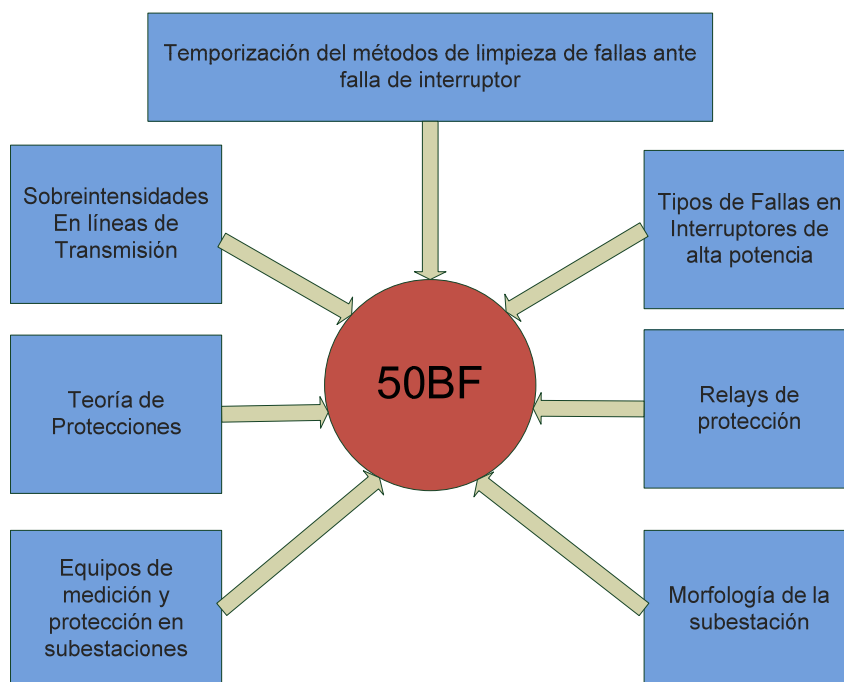 Temporización del métodos de limpieza de fallas ante
falla de interruptor
Sobreintensidades
En líneas de
Transmisión
Tipos de Fallas en
Interruptores de
alta potencia
50BF
Teoría de
Protecciones
Relays de
protección
Equipos de
medición y
protección en
subestaciones
Morfología de la
subestación